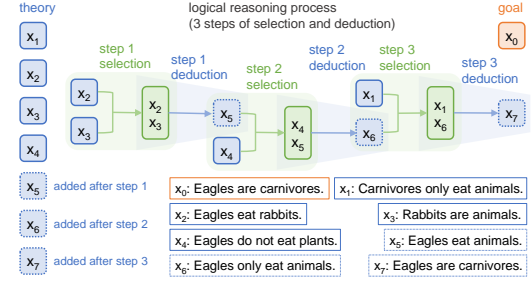 theory
logical reasoning process
(3 steps of selection and deduction)
goal
x1
x0
step 1
selection
step 1
deduction
step 2
selection
step 2
deduction
step 3
selection
step 3
deduction
x2
x2
x3
x2
x3
x5
x4
x4
x5
x1
x6
x1
x6
x7
x3
x4
x5 added after step 1
x6 added after step 2
x7 added after step 3
x0: Eagles are carnivores.
x1: Carnivores only eat animals.
x2: Eagles eat rabbits.
x3: Rabbits are animals.
x4: Eagles do not eat plants.
x5: Eagles eat animals.
x6: Eagles only eat animals.
x7: Eagles are carnivores.